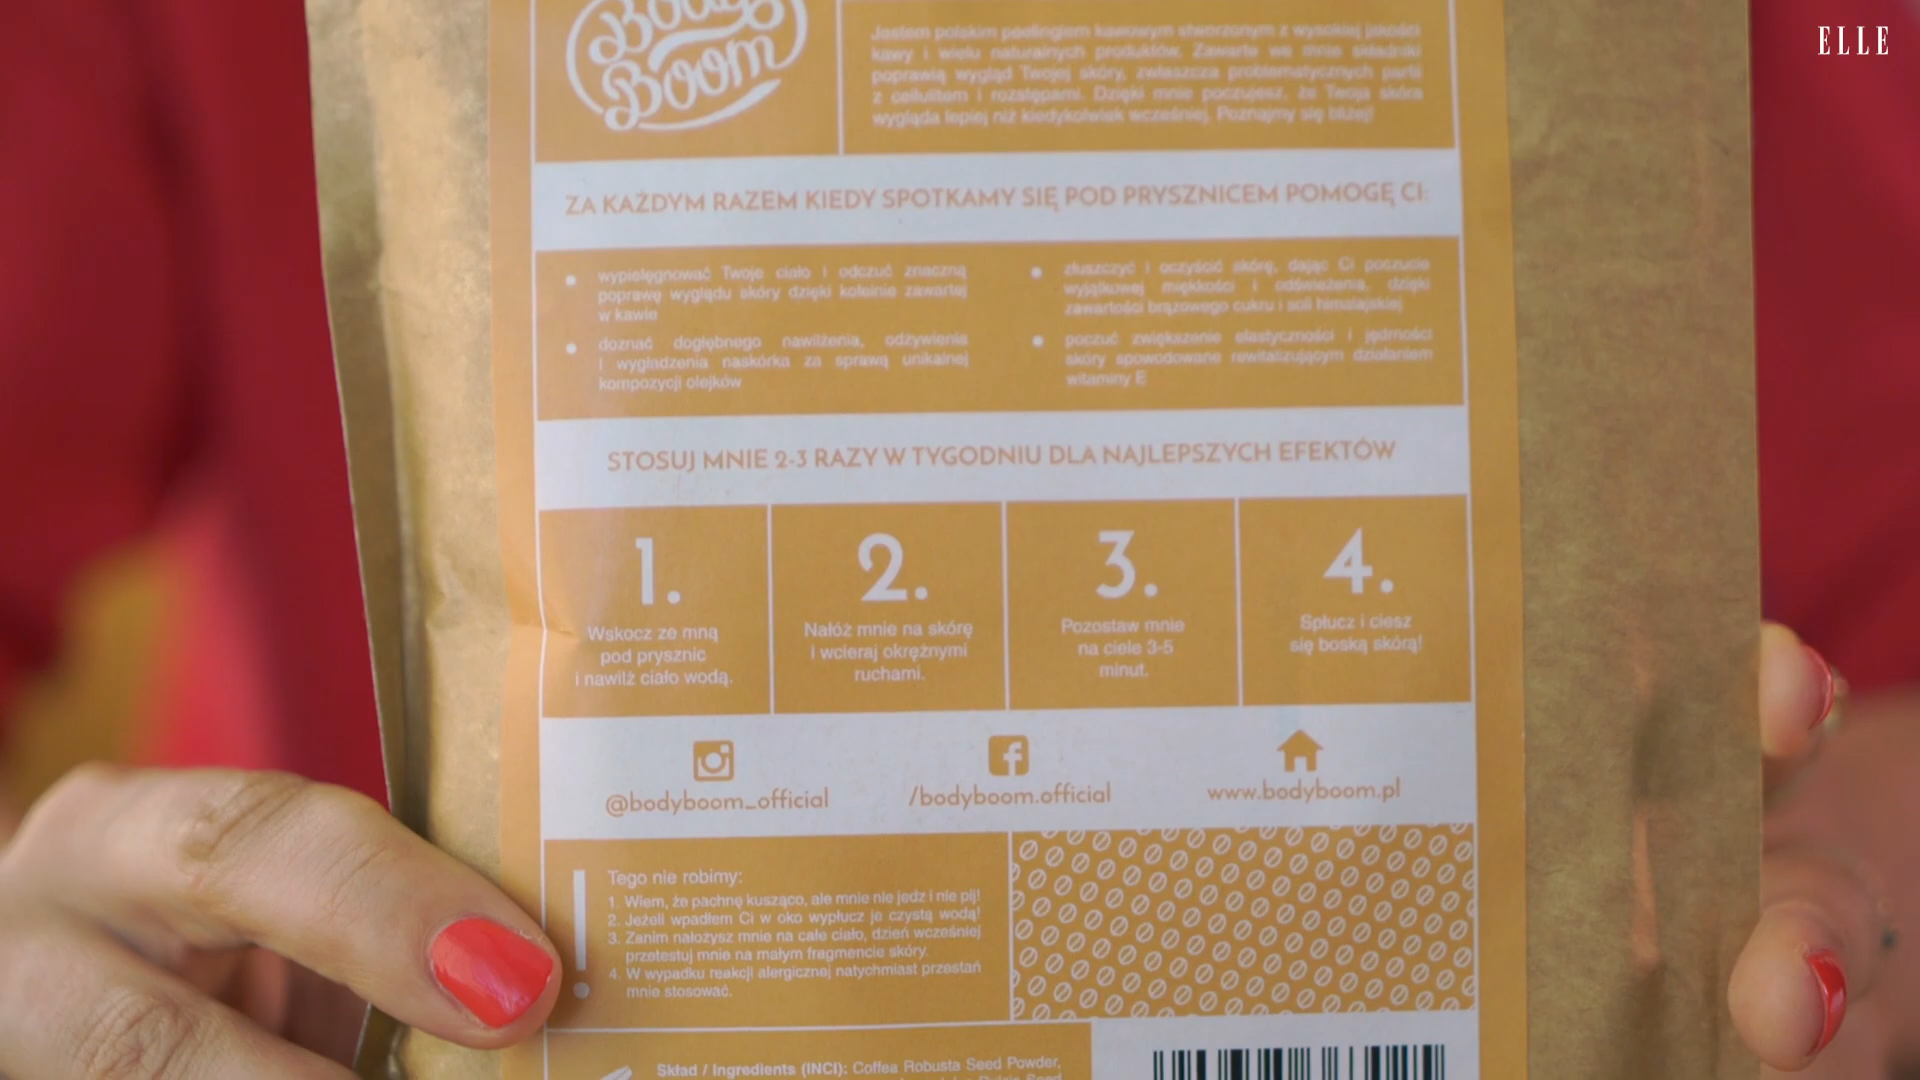 ELLE
Body
Boom
Jestem polskim peelingiem kawowym stworzonym z wysokiej jakości
kawy i wielu naturalnych produktów. Zawarte we mnie składniki
poprawią wygląd Twojej skóry, zwłaszcza problematycznych partii
z cellulitem i rozstępami. Dzięki mnie poczujesz, że Twoja skóra
wygląda lepiej niż kiedykolwiek wcześniej. Poznajmy się bliżej!
ZA KAŻDYM RAZEM KIEDY SPOTKAMY SIĘ POD PRYSZNICEM POMOGĘ CI:
wypielęgnować Twoje ciało i odczuć znaczną
poprawę wyglądu skóry dzięki kofeinie zawartej
w kawie
doznać dogłębnego nawilżenia, odżywienia
i wygładzenia naskórka za sprawą unikalnej
kompozycji olejków
złuszczyć i oczyścić skórę, dając Ci poczucie
wyjątkowej miękkości i odświeżenia, dzięki
zawartości brązowego cukru i soli himalajskiej
poczuć zwiększenie elastyczności i jędrności
skóry spowodowane rewitalizującym działaniem
witaminy E
STOSUJ MNIE 2-3 RAZY W TYGODNIU DLA NAJLEPSZYCH EFEKTÓW
1.
Wskocz ze mną
pod prysznic
i nawilż ciało wodą.
2.
Nałóż mnie na skórę
i wcieraj okrężnymi
ruchami.
3.
Pozostaw mnie
na ciele 3-5
minut.
4.
Spłucz i ciesz
się boską skórą!
@bodyboom_official
/bodyboom.official
www.bodyboom.pl
Tego nie robimy:
1. Wiem, że pachnę kusząco, ale mnie nie jedz i nie pij!
2. Jeżeli wpadłem Ci w oko wypłucz je czystą wodą!
3. Zanim nałożysz mnie na całe ciało, dzień wcześniej
przetestuj mnie na małym fragmencie skóry.
4. W wypadku reakcji alergicznej natychmiast przestań
mnie stosować.
Skład / Ingredients (INCI): Coffea Robusta Seed Powder,